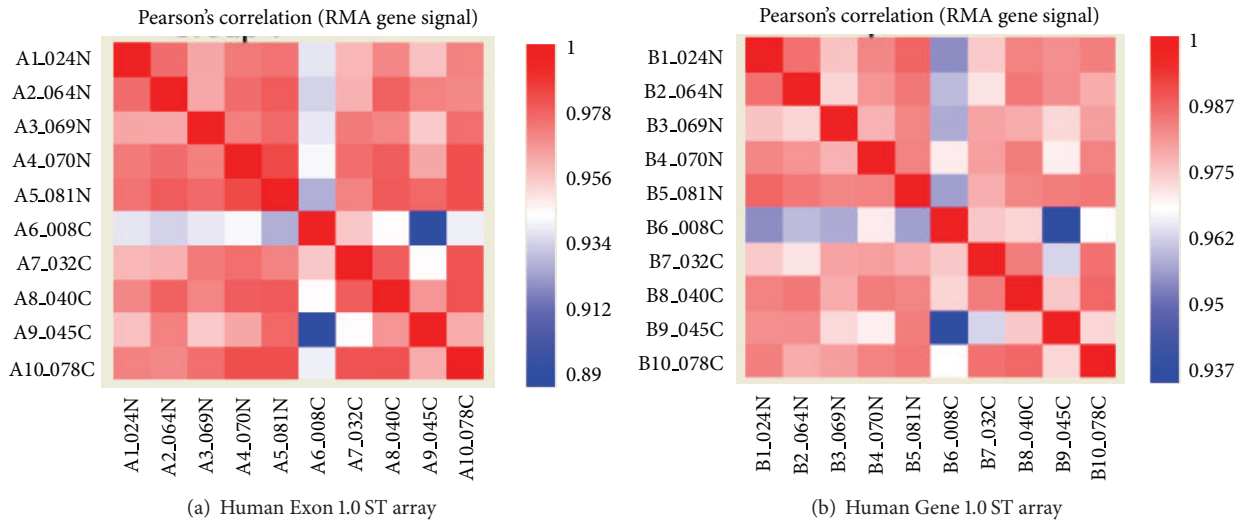 Pearson's correlation (RMA gene signal)
A1_024N
A2_064N
A3_069N
A4_070N
A5_081N
A6_008C
A7_032C
A8_040C
A9_045C
A10_078C
1
0.978
0.956
0.934
0.912
0.89
A1_024N
A2_064N
A3_069N
A4_070N
A5_081N
A6_008C
A7_032C
A8_040C
A9_045C
A10_078C
(a) Human Exon 1.0 ST array
Pearson's correlation (RMA gene signal)
B1_024N
B2_064N
B3_069N
B4_070N
B5_081N
B6_008C
B7_032C
B8_040C
B9_045C
B10_078C
1
0.987
0.975
0.962
0.95
0.937
B1_024N
B2_064N
B3_069N
B4_070N
B5_081N
B6_008C
B7_032C
B8_040C
B9_045C
B10_078C
(b) Human Gene 1.0 ST array